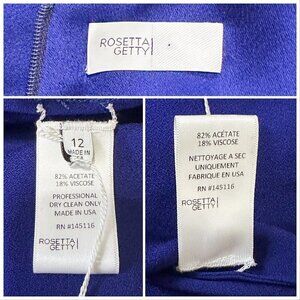 ROSETTA
GETTY
12
MADE IN
USA
82% ACETATE
18% VISCOSE
PROFESSIONAL
DRY CLEAN ONLY
MADE IN USA
RN #145116
ROSETTA
GETTY
82% ACETATE
18% VISCOSE
NETTOYAGE A SEC
UNIQUEMENT
FABRIQUE EN USA
RN #145116
ROSETTA
GETTY